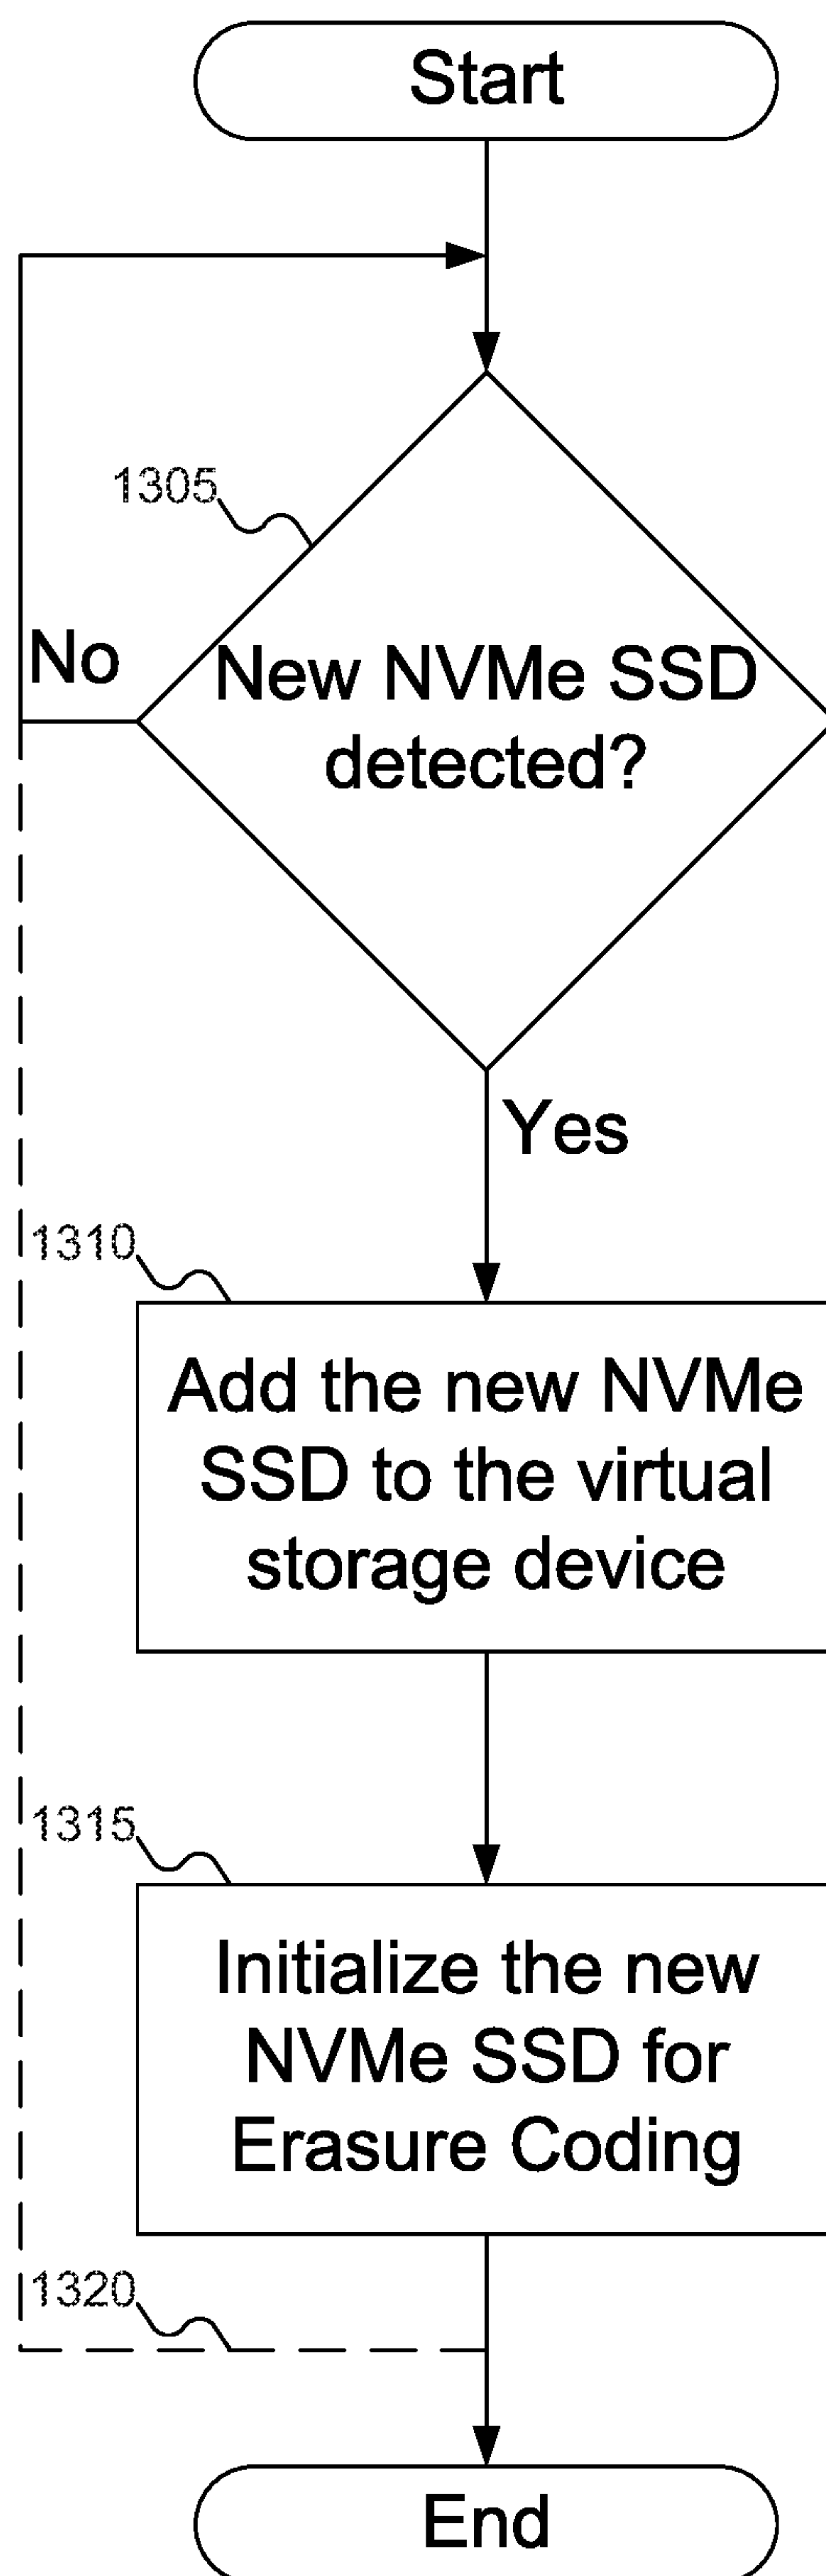 Start
1305
No
New NVMe SSD
detected?
Yes
1310
Add the new NVMe
SSD to the virtual
storage device
1315
Initialize the new
NVMe SSD for
Erasure Coding
1320
End